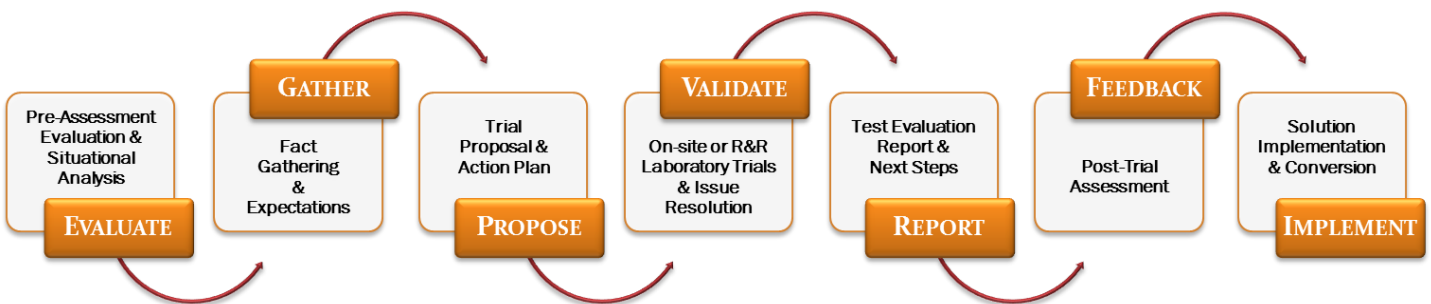 Pre-Assessment
Evaluation &
Situational
Analysis
EVALUATE
GATHER
Fact
Gathering
&
Expectations
Trial
Proposal &
Action Plan
PROPOSE
VALIDATE
On-site or R&R
Laboratory Trials
& Issue
Resolution
Test Evaluation
Report &
Next Steps
REPORT
FEEDBACK
Post-Trial
Assessment
Solution
Implementation
& Conversion
IMPLEMENT